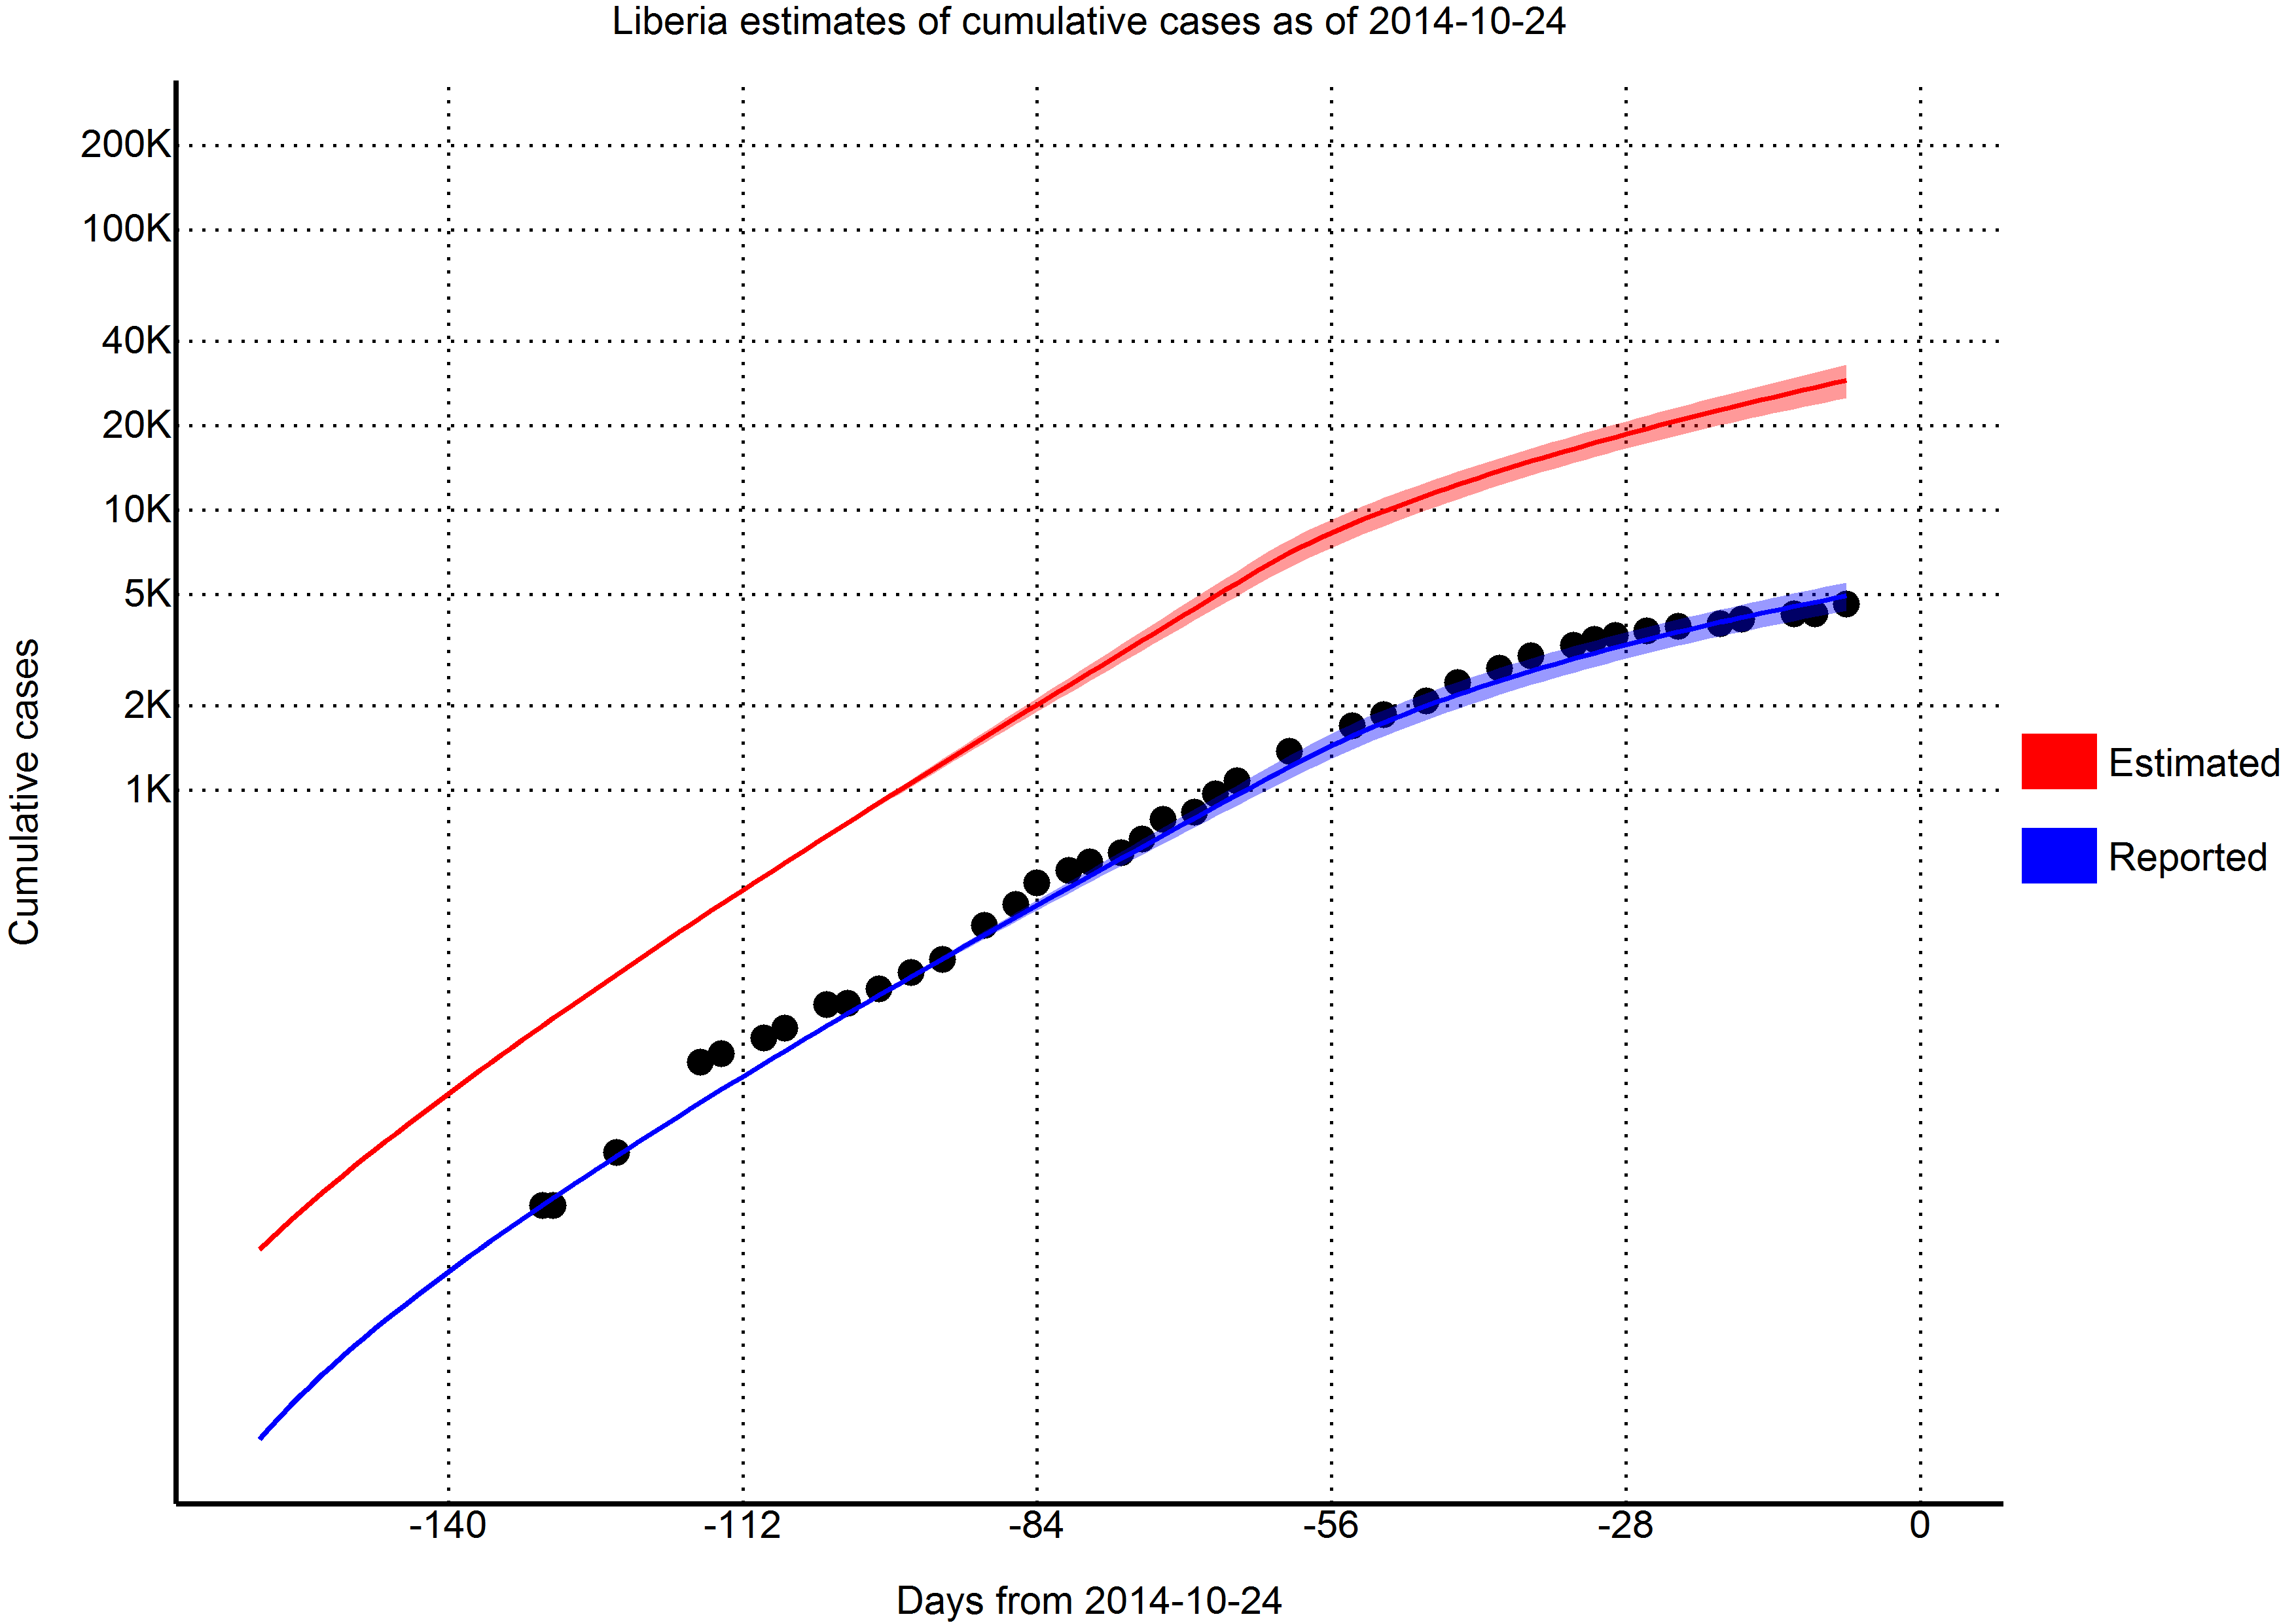 Liberia estimates of cumulative cases as of 2014-10-24
200K
100K
40K
20K
10K
5K
2K
1K
Cumulative cases
Estimated
Reported
-140 -112 -84 -56 -28 0
Days from 2014-10-24